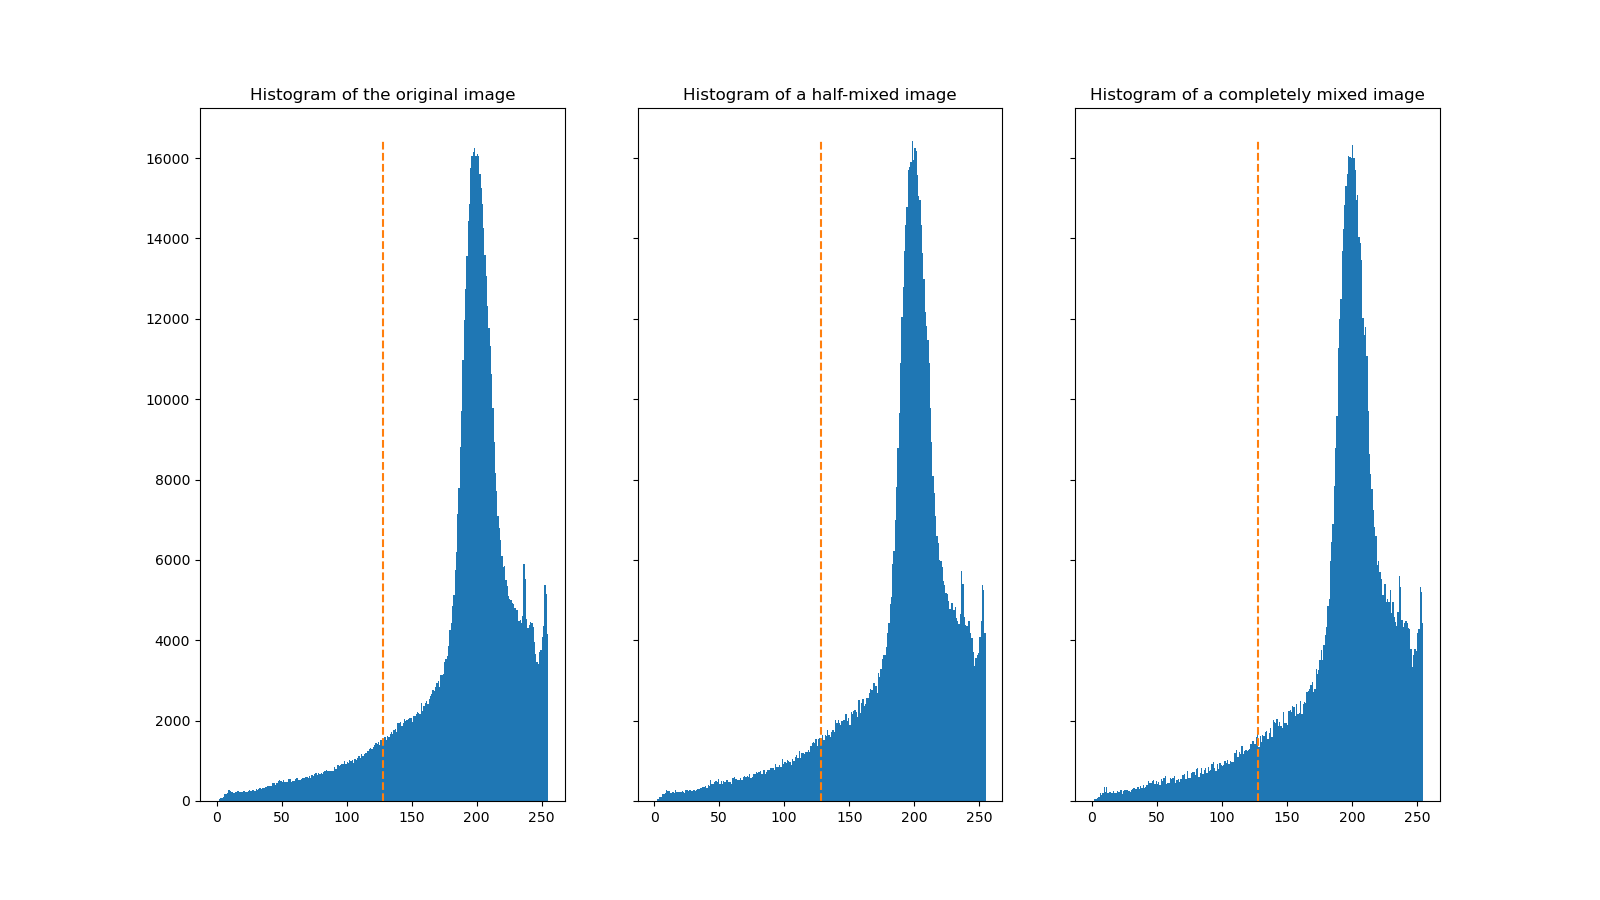 Histogram of the original image
Histogram of a half-mixed image
Histogram of a completely mixed image
16000
14000
12000
10000
8000
6000
4000
2000
0
0 50 100 150 200 250
0 50 100 150 200 250
0 50 100 150 200 250